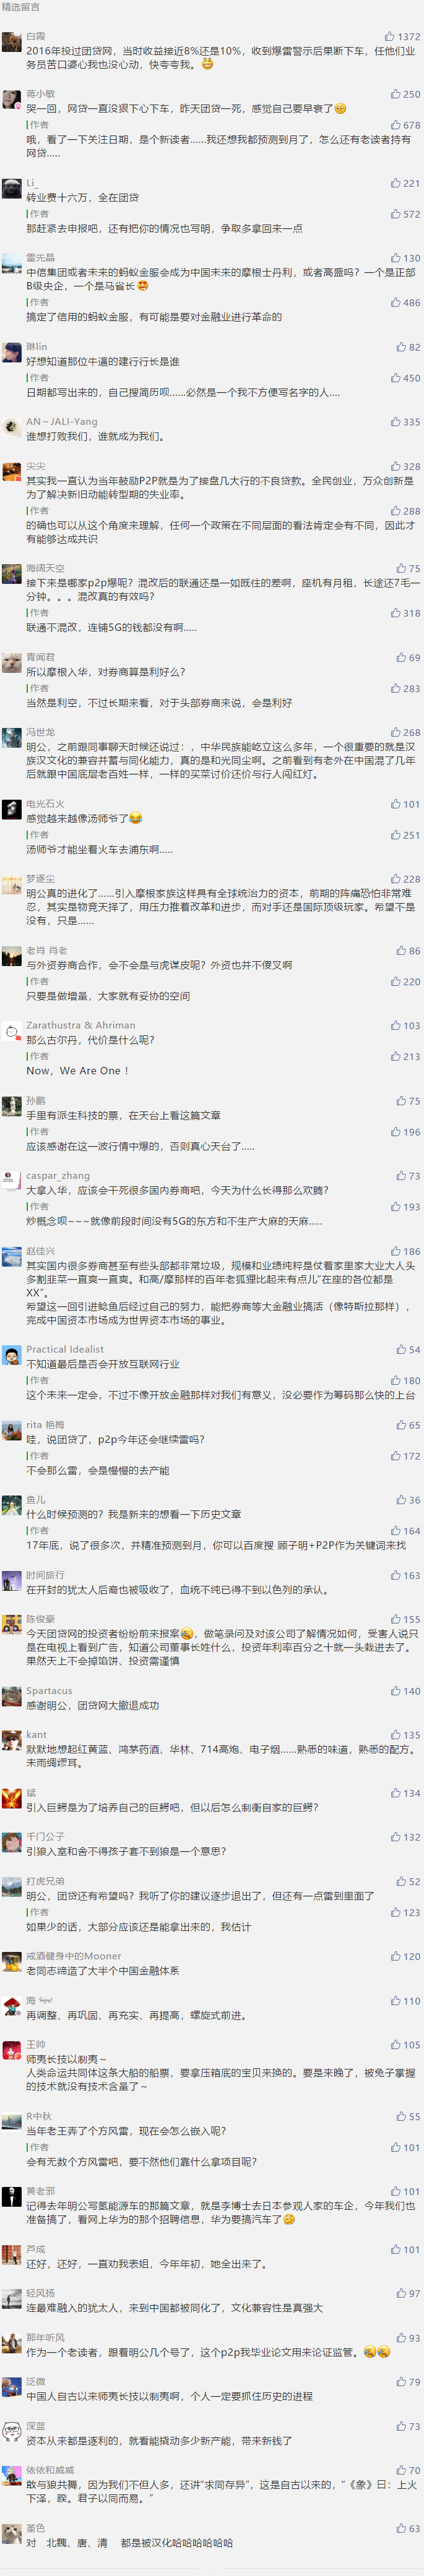 精选留言
白霞
1372
2016年投过团贷网，当时收益接近8%还是10%，收到爆雷警示后果断下车，任他们业
务员苦口婆心我也没心动，快夸夸我。
蒋小敏
250
哭一回，网贷一直没狠下心下车，昨天团贷一死，感觉自己要早衰了
作者
678
哦，看了一下关注日期，是个新读者......我还想我都预测到月了，怎么还有老读者持有
网贷.....
Li_
221
转业费十六万，全在团贷
作者
572
那赶紧去申报吧，还有把你的情况也写明，争取多拿回来一点
雷先晶
130
中信集团或者未来的蚂蚁金服会成为中国未来的摩根士丹利，或者高盛吗？一个是正部
B级央企，一个是马省长
作者
486
搞定了信用的蚂蚁金服，有可能是要对金融业进行革命的
琳lin
82
好想知道那位牛逼的建行行长是谁
作者
450
日期都写出来的，自己搜简历呗......必然是一个我不方便写名字的人....
AN－JALI-Yang
335
谁想打败我们，谁就成为我们。
尖尖
328
其实我一直认为当年鼓励P2P就是为了接盘几大行的不良贷款。全民创业，万众创新是
为了解决新旧动能转型期的失业率。
作者
288
的确也可以从这个角度来理解，任何一个政策在不同层面的看法肯定会有不同，因此才
有能够达成共识
海阔天空
75
接下来是哪家p2p爆呢？混改后的联通还是一如既往的差啊，座机有月租，长途还7毛一
分钟。。。混改真的有效吗？
作者
318
联通不混改，连铺5G的钱都没有啊.....
青闻君
69
所以摩根入华，对券商算是利好么？
作者
283
当然是利空，不过长期来看，对于头部券商来说，会是利好
冯世龙
268
明公，之前跟同事聊天时候还说过：，中华民族能屹立这么多年，一个很重要的就是汉
族汉文化的兼容并蓄与同化能力，真的是和光同尘啊。之前看到有老外在中国混了几年
后就跟中国底层老百姓一样，一样的买菜讨价还价与行人闯红灯。
电光石火
101
感觉越来越像汤师爷了
作者
251
汤师爷才能坐着火车去浦东啊.....
梦逐尘
228
明公真的进化了......引入摩根家族这样具有全球统治力的资本，前期的阵痛恐怕非常难
忍，其实是物竞天择了，用压力推着改革和进步，而对手还是国际顶级玩家。希望不是
没有，只是......
老肖 肖老
86
与外资券商合作，会不会是与虎谋皮呢？外资也并不傻叉啊
作者
220
只要是做增量，大家就有妥协的空间
Zarathustra & Ahriman
103
那么古尔丹，代价是什么呢？
作者
213
Now，We Are One！
孙鹏
75
手里有派生科技的票，在天台上看这篇文章
作者
196
应该感谢在这一波行情中爆的，否则真心天台了.....
caspar_zhang
73
大拿入华，应该会干死很多国内券商吧，今天为什么长得那么欢腾？
作者
193
炒概念呗~~~就像前段时间没有5G的东方和不生产大麻的天麻.....
赵佳兴
186
其实国内很多券商甚至有些头部都非常垃圾，规模和业绩纯粹是仗着家里家大业大人头
多割韭菜一直爽一直爽。和高/摩那样的百年老狐狸比起来有点儿“在座的各位都是
XX”。
希望这一回引进鲶鱼后经过自己的努力，能把券商等大金融业搞活（像特斯拉那样），
完成中国资本市场成为世界资本市场的事业。
Practical Idealist
54
不知道最后是否会开放互联网行业
作者
180
这个未来一定会，不过不像开放金融那样对我们有意义，没必要作为筹码那么快的上台
rita 艳梅
65
哇，说团贷了，p2p今年还会继续雷吗？
作者
172
不会那么雷，会是慢慢的去产能
鱼儿
36
什么时候预测的？我是新来的想看一下历史文章
作者
164
17年底，说了很多次，并精准预测到月，你可以百度搜 顾子明+P2P作为关键词来找
时间旅行
163
在开封的犹太人后裔也被吸收了，血统不纯已得不到以色列的承认。
陈俊豪
155
今天团贷网的投资者纷纷前来报案，做笔录问及对该公司了解情况如何，受害人说只
是在电视上看到广告，知道公司董事长姓什么，投资年利率百分之十就一头栽进去了。
果然天上不会掉馅饼、投资需谨慎
Spartacus
140
感谢明公，团贷网大撤退成功
kant
135
默默地想起红黄蓝、鸿茅药酒、华林、714高炮、电子烟......熟悉的味道，熟悉的配方。
未雨绸缪耳。
斌
134
引入巨鳄是为了培养自己的巨鳄吧，但以后怎么制衡自家的巨鳄？
千门公子
132
引狼入室和舍不得孩子套不到狼是一个意思？
打虎兄弟
52
明公，团贷还有希望吗？我听了你的建议逐步退出了，但还有一点雷到里面了
作者
123
如果少的话，大部分应该还是能拿出来的，我估计
戒酒健身中的Mooner
120
老同志缔造了大半个中国金融体系
海
110
再调整、再巩固、再充实、再提高，螺旋式前进。
王帅
105
师夷长技以制夷～
人类命运共同体这条大船的船票，要拿压箱底的宝贝来换的。要是来晚了，被兔子掌握
的技术就没有技术含量了～
R中秋
55
当年老王弄了个方风雷，现在会怎么嵌入呢？
作者
101
会有无数个方风雷吧，要不然他们靠什么拿项目呢？
黄老邪
101
记得去年明公写氢能源车的那篇文章，就是李博士去日本参观人家的车企，今年我们也
准备搞了，看网上华为的那个招聘信息，华为要搞汽车了
芦成
101
还好，还好，一直劝我表姐，今年年初，她全出来了。
轻风扬
97
连最难融入的犹太人，来到中国都被同化了，文化兼容性是真强大
那年听风
93
作为一个老读者，跟着明公几个号了，这个p2p我毕业论文用来论证监管。
泛微
79
中国人自古以来师夷长技以制夷啊，个人一定要抓住历史的进程
深蓝
73
资本从来都是逐利的，就看能撬动多少新产能，带来新钱了
依依和威威
70
敢与狼共舞，因为我们不但人多，还讲“求同存异”，这是自古以来的，“《象》曰：上火
下泽，睽。君子以同而易。”
堇色
63
对 北魏、唐、清 都是被汉化哈哈哈哈哈哈